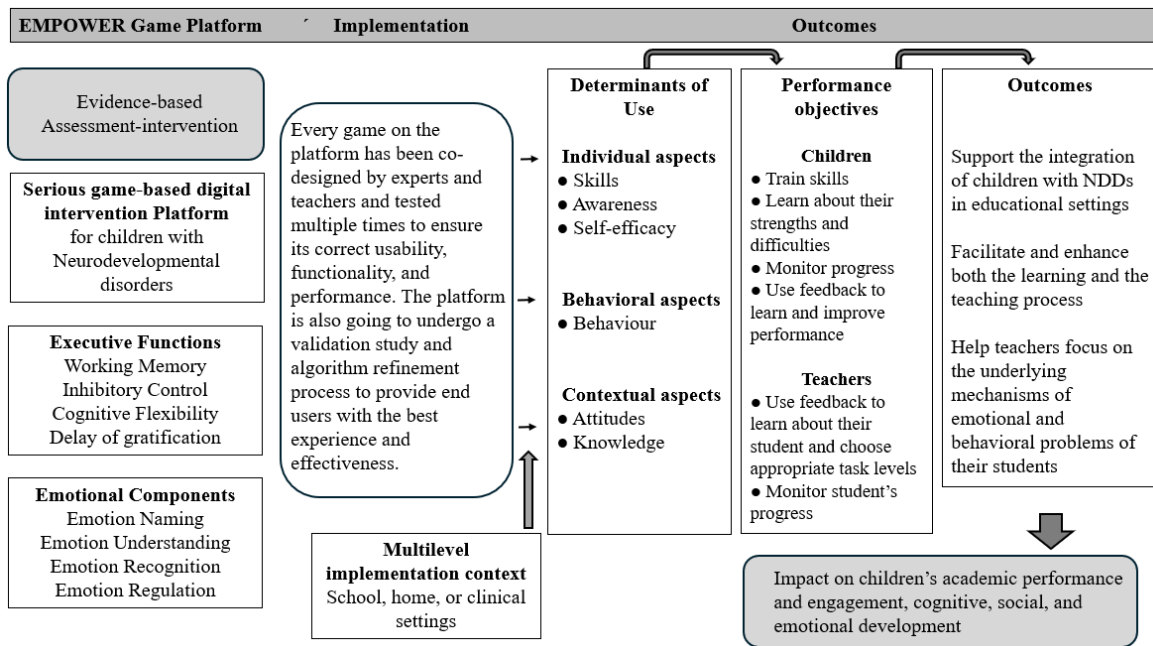 EMPOWER Game Platform ´ Implementation Outcomes
Evidence-based
Assessment-intervention
Serious game-based digital
intervention Platform
for children with
Neurodevelopmental
disorders
Executive Functions
Working Memory
Inhibitory Control
Cognitive Flexibility
Delay of gratification
Emotional Components
Emotion Naming
Emotion Understanding
Emotion Recognition
Emotion Regulation
Every game on the
platform has been co-
designed by experts and
teachers and tested
multiple times to ensure
its correct usability,
functionality, and
performance. The platform
is also going to undergo a
validation study and
algorithm refinement
process to provide end
users with the best
experience and
effectiveness.
Multilevel
implementation context
School, home, or clinical
settings
Determinants of
Use
Individual aspects
● Skills
● Awareness
● Self-efficacy
Behavioral aspects
● Behaviour
Contextual aspects
● Attitudes
● Knowledge
Performance
objectives
Children
● Train skills
● Learn about their
strengths and
difficulties
● Monitor progress
● Use feedback to
learn and improve
performance
Teachers
● Use feedback to
learn about their
student and choose
appropriate task levels
● Monitor student's
progress
Outcomes
Support the integration
of children with NDDs
in educational settings
Facilitate and enhance
both the learning and the
teaching process
Help teachers focus on
the underlying
mechanisms of
emotional and
behavioral problems of
their students
Impact on children's academic performance
and engagement, cognitive, social, and
emotional development